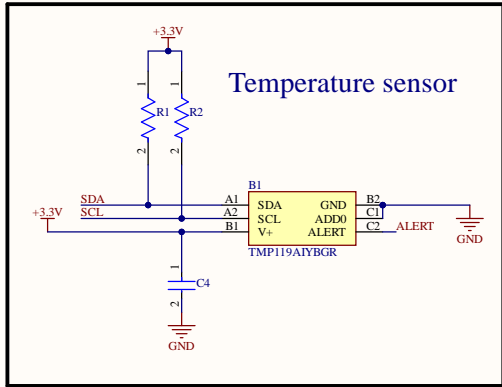 +3.3V
Temperature sensor
1
1
R1
R2
2
2
B1
SDA
A1
SDA
GND
B2
+3.3V
SCL
A2
SCL
ADD0
C1
B1
V+
ALERT
C2
ALERT
GND
TMP119AIYBGR
1
C4
2
GND